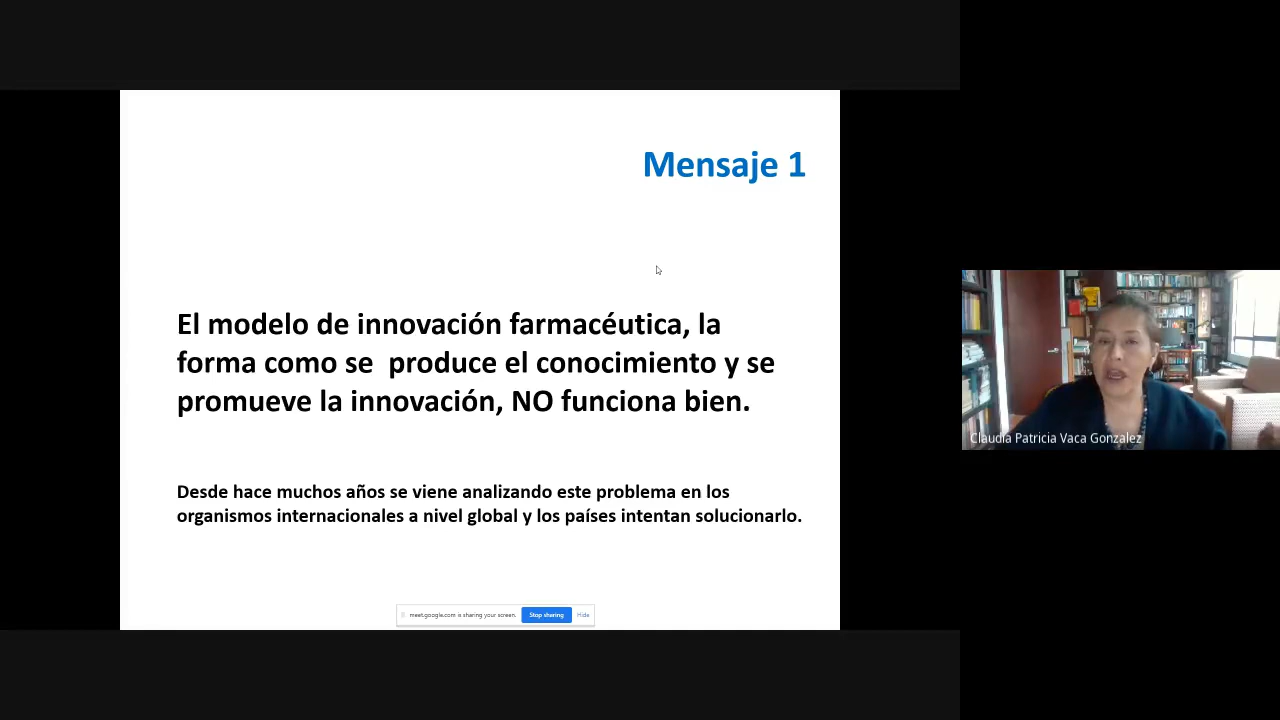 Mensaje 1
El modelo de innovación farmacéutica, la
forma como se produce el conocimiento y se
promueve la innovación, NO funciona bien.
Desde hace muchos años se viene analizando este problema en los
organismos internacionales a nivel global y los países intentan solucionarlo.
meet.google.com is sharing your screen.
Stop sharing
Hide
Claudia Patricia Vaca Gonzalez